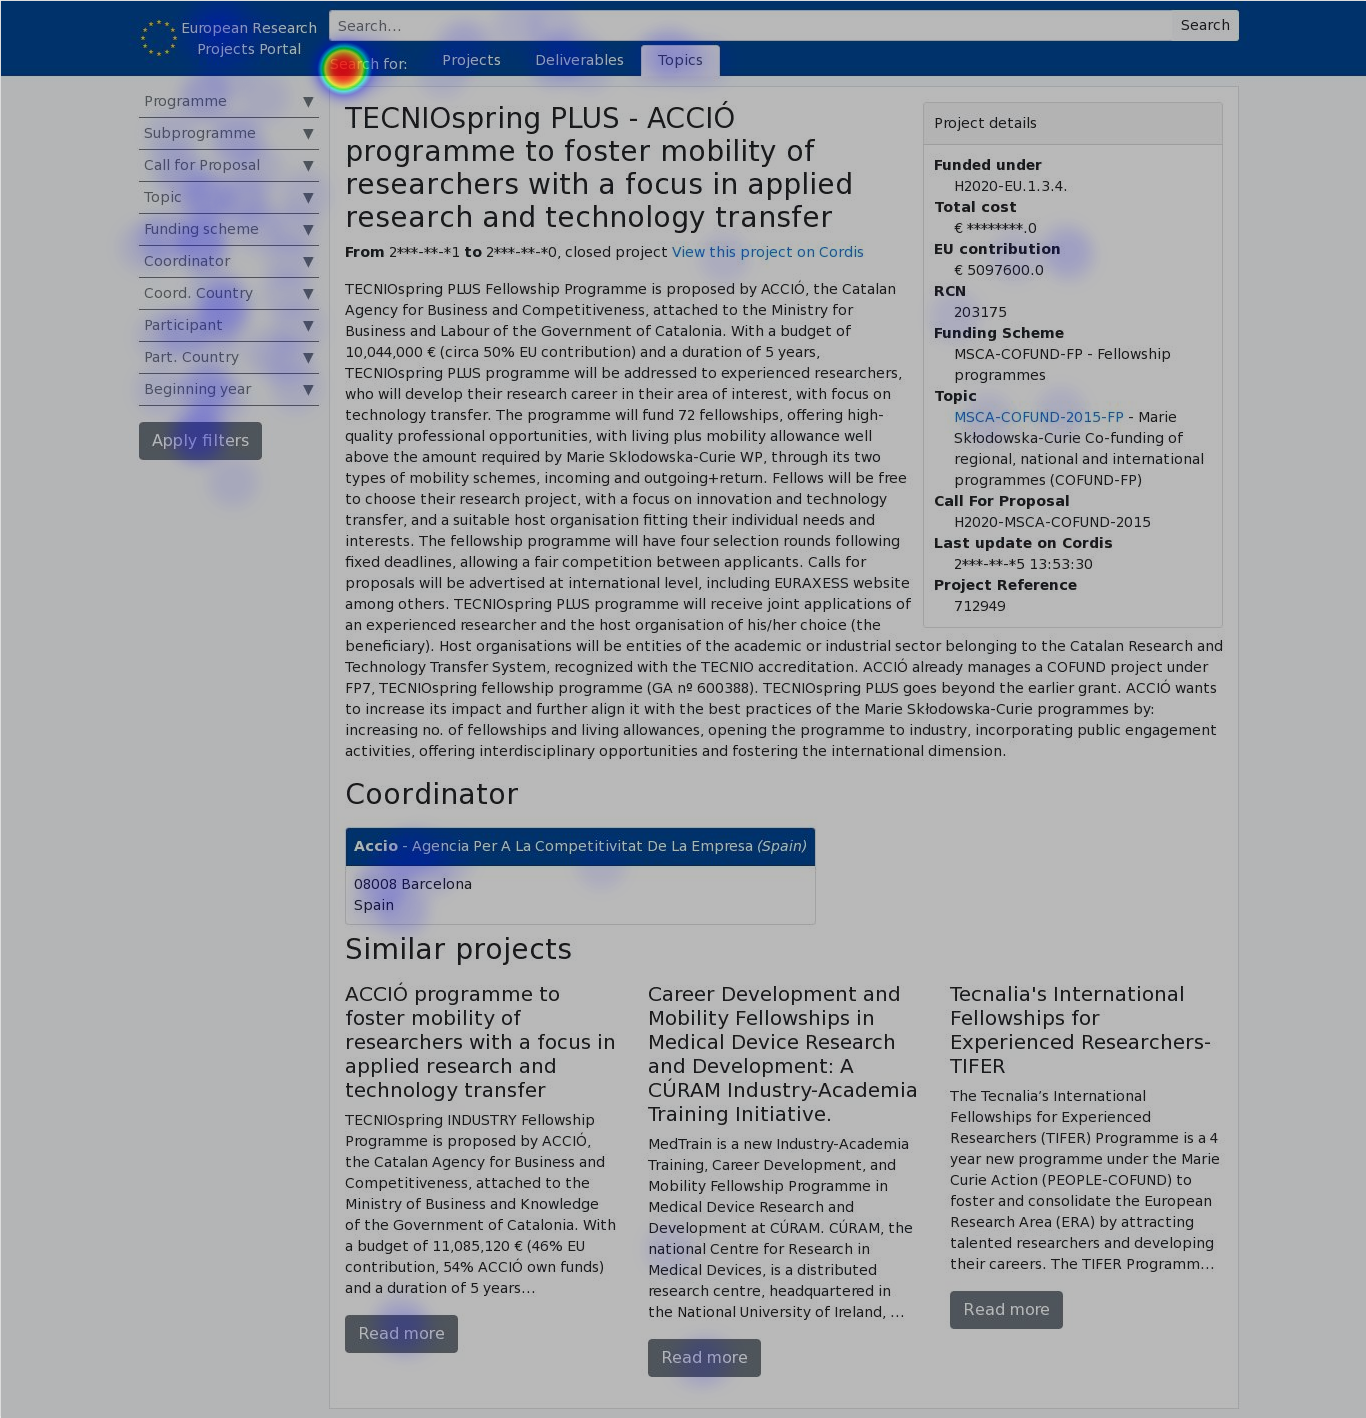 European Research
Projects Portal
Search...
Search
Search for:
Projects
Deliverables
Topics
Programme ▼
Subprogramme ▼
Call for Proposal ▼
Topic ▼
Funding scheme ▼
Coordinator ▼
Coord. Country ▼
Participant ▼
Part. Country ▼
Beginning year ▼
Apply filters
TECNIOspring PLUS - ACCIÓ
programme to foster mobility of
researchers with a focus in applied
research and technology transfer
From 2***-**-*1 to 2***-**-*0, closed project View this project on Cordis
TECNIOspring PLUS Fellowship Programme is proposed by ACCIÓ, the Catalan
Agency for Business and Competitiveness, attached to the Ministry for
Business and Labour of the Government of Catalonia. With a budget of
10,044,000 € (circa 50% EU contribution) and a duration of 5 years,
TECNIOspring PLUS programme will be addressed to experienced researchers,
who will develop their research career in their area of interest, with focus on
technology transfer. The programme will fund 72 fellowships, offering high-
quality professional opportunities, with living plus mobility allowance well
above the amount required by Marie Sklodowska-Curie WP, through its two
types of mobility schemes, incoming and outgoing+return. Fellows will be free
to choose their research project, with a focus on innovation and technology
transfer, and a suitable host organisation fitting their individual needs and
interests. The fellowship programme will have four selection rounds following
fixed deadlines, allowing a fair competition between applicants. Calls for
proposals will be advertised at international level, including EURAXESS website
among others. TECNIOspring PLUS programme will receive joint applications of
an experienced researcher and the host organisation of his/her choice (the
beneficiary). Host organisations will be entities of the academic or industrial sector belonging to the Catalan Research and
Technology Transfer System, recognized with the TECNIO accreditation. ACCIÓ already manages a COFUND project under
FP7, TECNIOspring fellowship programme (GA nº 600388). TECNIOspring PLUS goes beyond the earlier grant. ACCIÓ wants
to increase its impact and further align it with the best practices of the Marie Skłodowska-Curie programmes by:
increasing no. of fellowships and living allowances, opening the programme to industry, incorporating public engagement
activities, offering interdisciplinary opportunities and fostering the international dimension.
Project details
Funded under
H2020-EU.1.3.4.
Total cost
€ ********.0
EU contribution
€ 5097600.0
RCN
203175
Funding Scheme
MSCA-COFUND-FP - Fellowship
programmes
Topic
MSCA-COFUND-2015-FP - Marie
Skłodowska-Curie Co-funding of
regional, national and international
programmes (COFUND-FP)
Call For Proposal
H2020-MSCA-COFUND-2015
Last update on Cordis
2***-**-*5 13:53:30
Project Reference
712949
Coordinator
Accio - Agencia Per A La Competitivitat De La Empresa (Spain)
08008 Barcelona
Spain
Similar projects
ACCIÓ programme to
foster mobility of
researchers with a focus in
applied research and
technology transfer
TECNIOspring INDUSTRY Fellowship
Programme is proposed by ACCIÓ,
the Catalan Agency for Business and
Competitiveness, attached to the
Ministry of Business and Knowledge
of the Government of Catalonia. With
a budget of 11,085,120 € (46% EU
contribution, 54% ACCIÓ own funds)
and a duration of 5 years...
Read more
Career Development and
Mobility Fellowships in
Medical Device Research
and Development: A
CÚRAM Industry-Academia
Training Initiative.
MedTrain is a new Industry-Academia
Training, Career Development, and
Mobility Fellowship Programme in
Medical Device Research and
Development at CÚRAM. CÚRAM, the
national Centre for Research in
Medical Devices, is a distributed
research centre, headquartered in
the National University of Ireland, ...
Read more
Tecnalia's International
Fellowships for
Experienced Researchers-
TIFER
The Tecnalia’s International
Fellowships for Experienced
Researchers (TIFER) Programme is a 4
year new programme under the Marie
Curie Action (PEOPLE-COFUND) to
foster and consolidate the European
Research Area (ERA) by attracting
talented researchers and developing
their careers. The TIFER Programm...
Read more